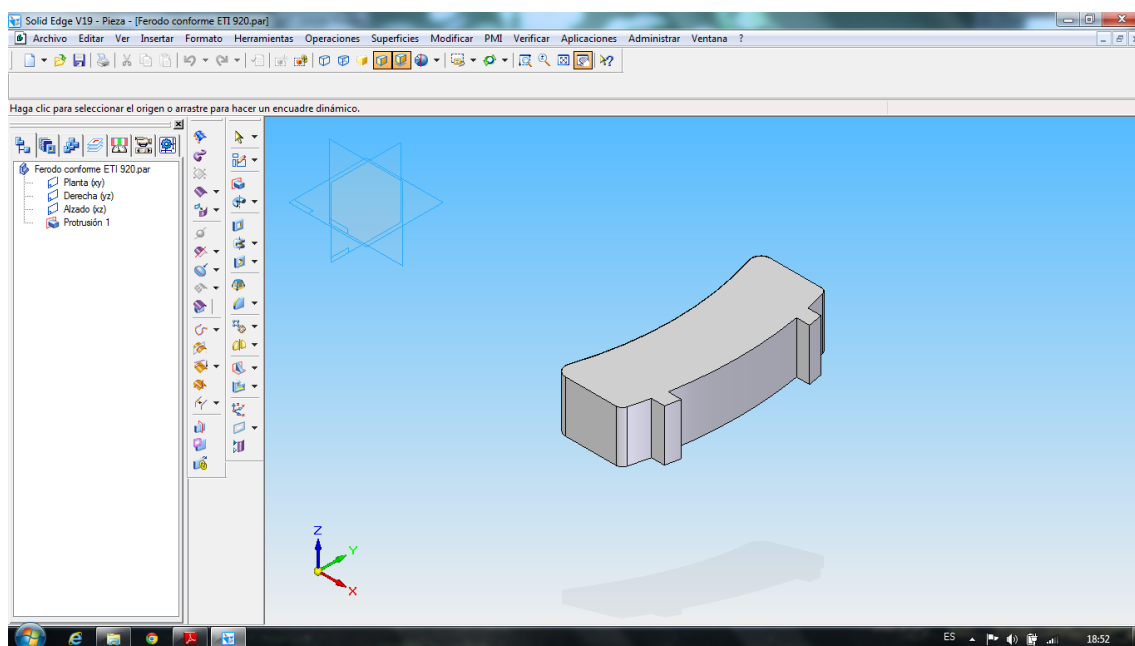 Solid Edge V19 - Pieza - [Ferodo conforme ETI 920.par]
Archivo Editar Ver Insertar Formato Herramientas Operaciones Superficies Modificar PMI Verificar Aplicaciones Administrar Ventana ?
Haga clic para seleccionar el origen o arrastre para hacer un encuadre dinámico.
Ferodo conforme ETI 920.par
Planta (xy)
Derecha (yz)
Alzado (xz)
Protrusión 1
Z
Y
X
ES 18:52